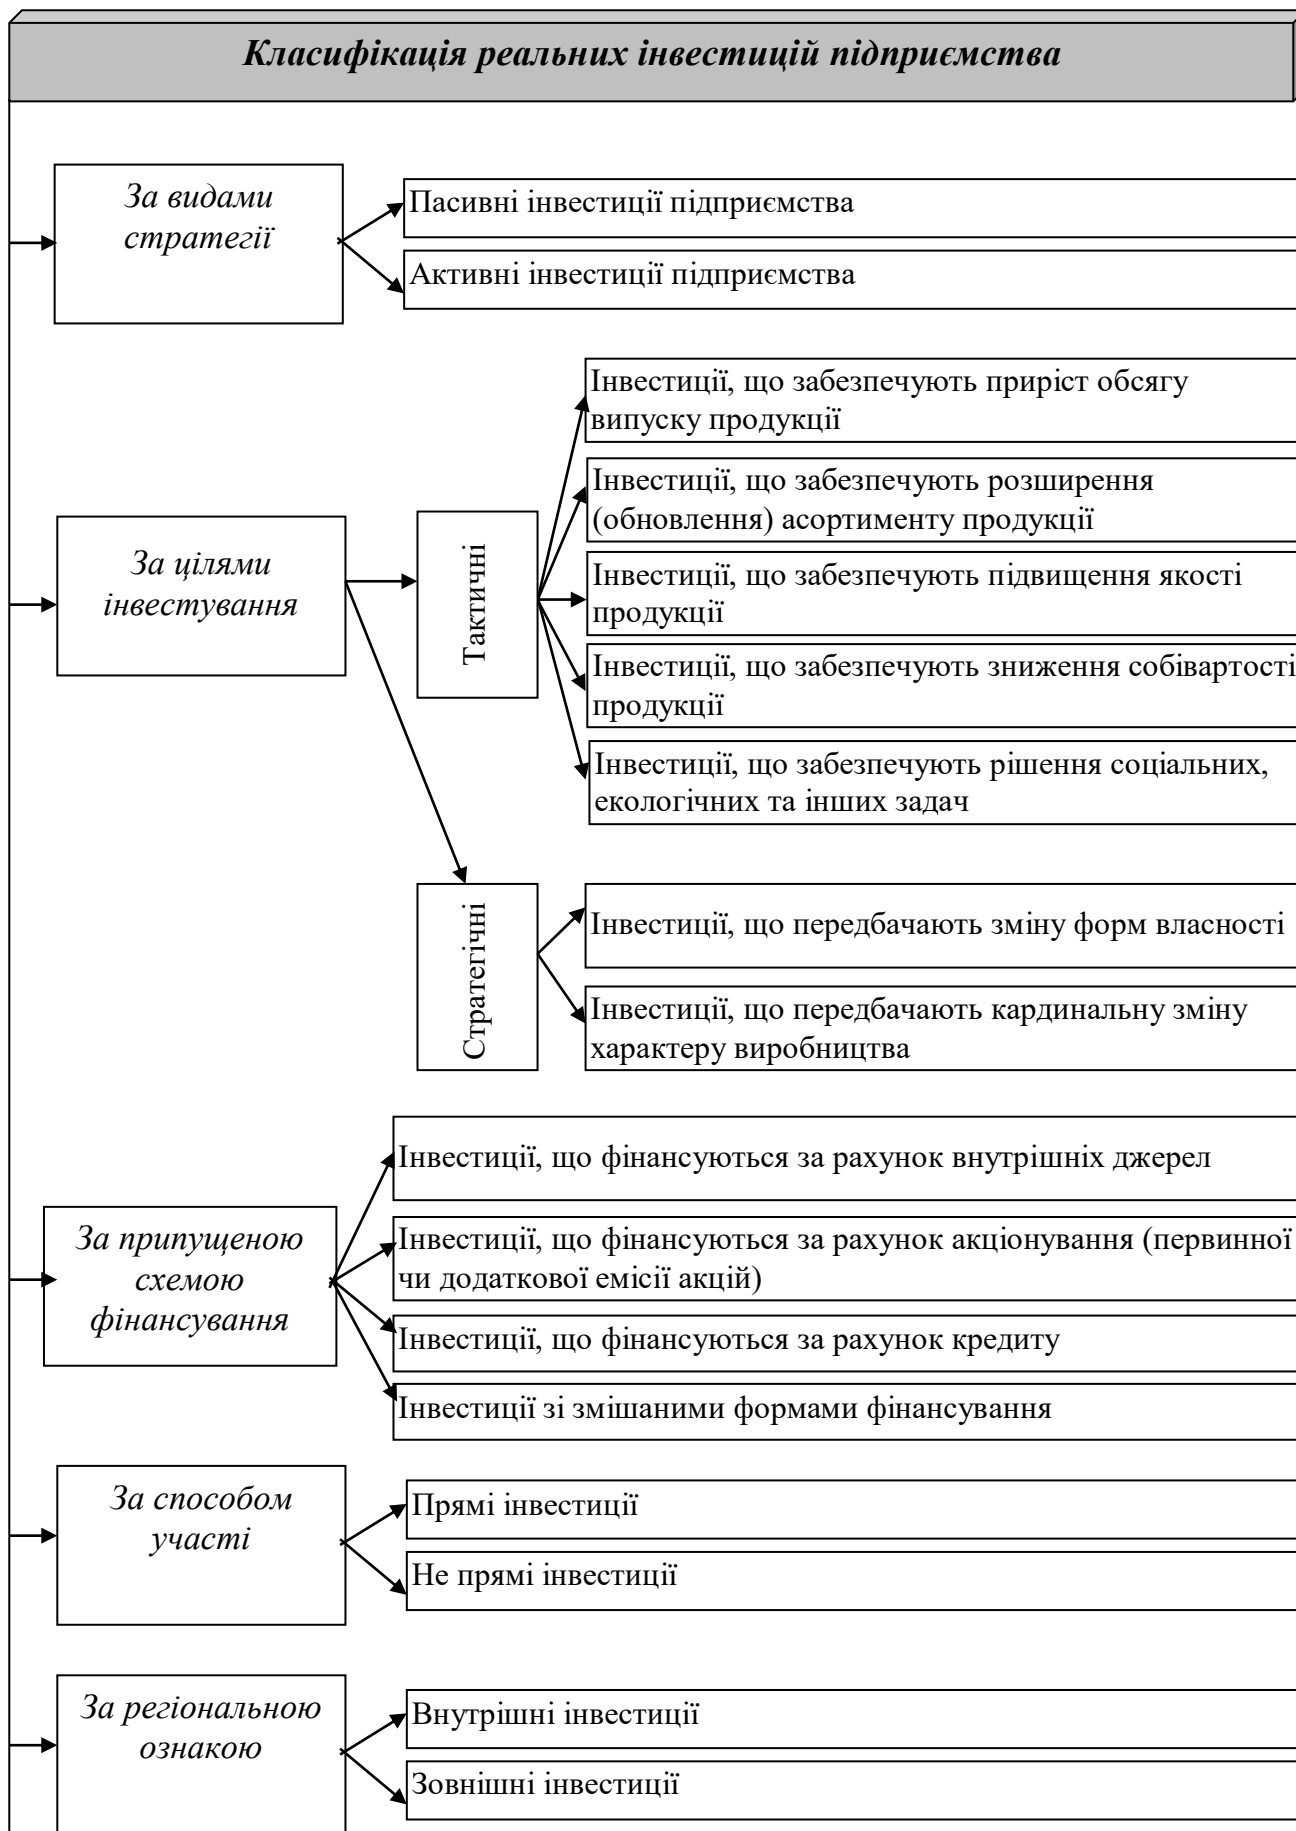 Класифікація реальних інвестицій підприємства
За видами
стратегії
Пасивні інвестиції підприємства
Активні інвестиції підприємства
За цілями
інвестування
Тактичні
Інвестиції, що забезпечують приріст обсягу
випуску продукції
Інвестиції, що забезпечують розширення
(обновлення) асортименту продукції
Інвестиції, що забезпечують підвищення якості
продукції
Інвестиції, що забезпечують зниження собівартості
продукції
Інвестиції, що забезпечують рішення соціальних,
екологічних та інших задач
Стратегічні
Інвестиції, що передбачають зміну форм власності
Інвестиції, що передбачають кардинальну зміну
характеру виробництва
За припущеною
схемою
фінансування
Інвестиції, що фінансуються за рахунок внутрішніх джерел
Інвестиції, що фінансуються за рахунок акціонування (первинної
чи додаткової емісії акцій)
Інвестиції, що фінансуються за рахунок кредиту
Інвестиції зі змішаними формами фінансування
За способом
участі
Прямі інвестиції
Не прямі інвестиції
За регіональною
ознакою
Внутрішні інвестиції
Зовнішні інвестиції